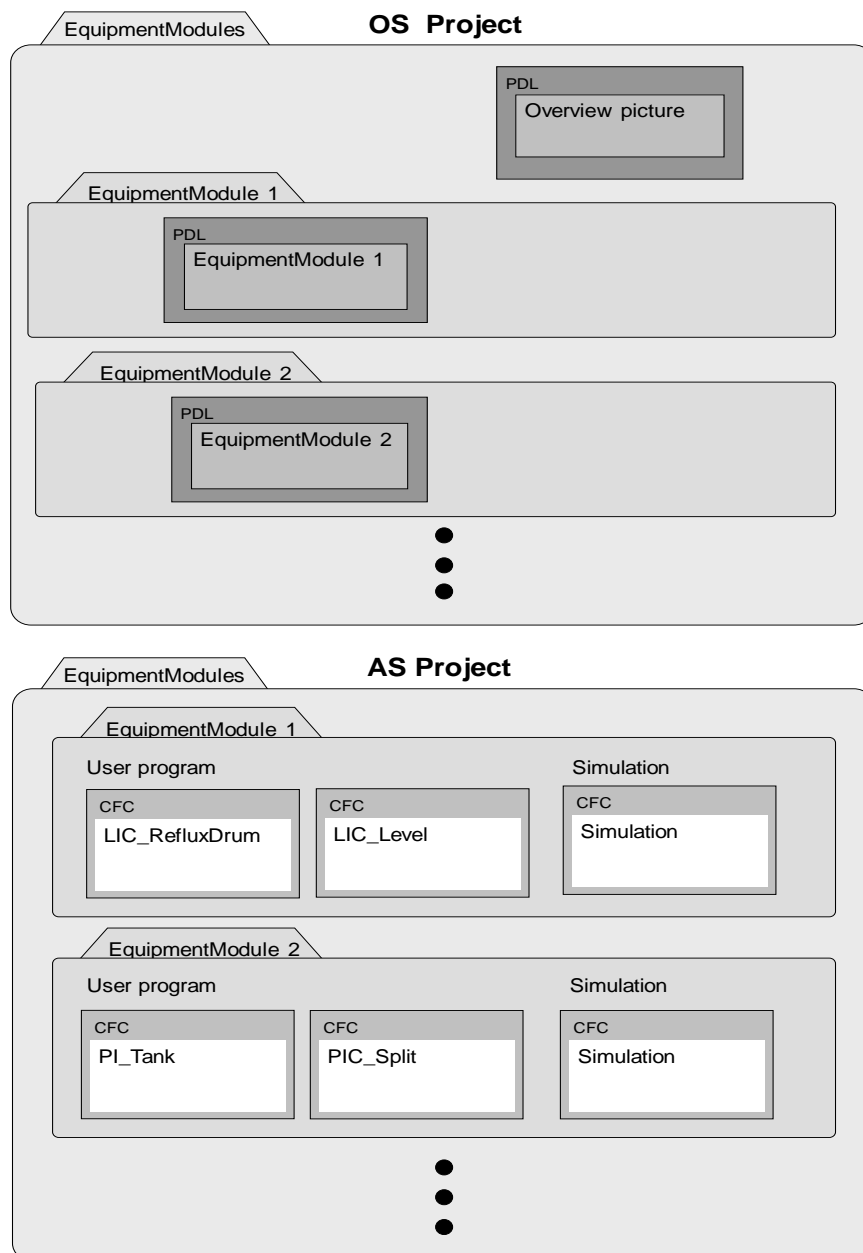 OS Project
EquipmentModules
PDL
Overview picture
EquipmentModule 1
PDL
EquipmentModule 1
EquipmentModule 2
PDL
EquipmentModule 2
AS Project
EquipmentModules
EquipmentModule 1
User program
Simulation
CFC
LIC_RefluxDrum
CFC
LIC_Level
CFC
Simulation
EquipmentModule 2
User program
Simulation
CFC
PI_Tank
CFC
PIC_Split
CFC
Simulation